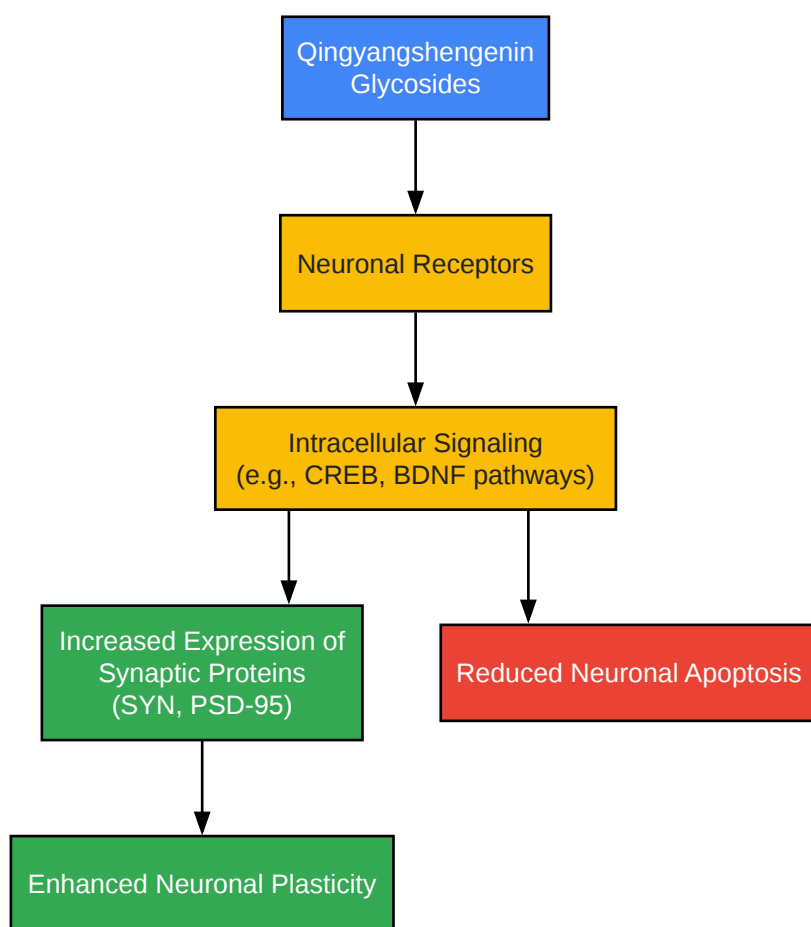 Qingyangshengenin
Glycosides
Neuronal Receptors
Intracellular Signaling
(e.g., CREB, BDNF pathways)
Increased Expression of
Synaptic Proteins
(SYN, PSD-95)
Reduced Neuronal Apoptosis
Enhanced Neuronal Plasticity